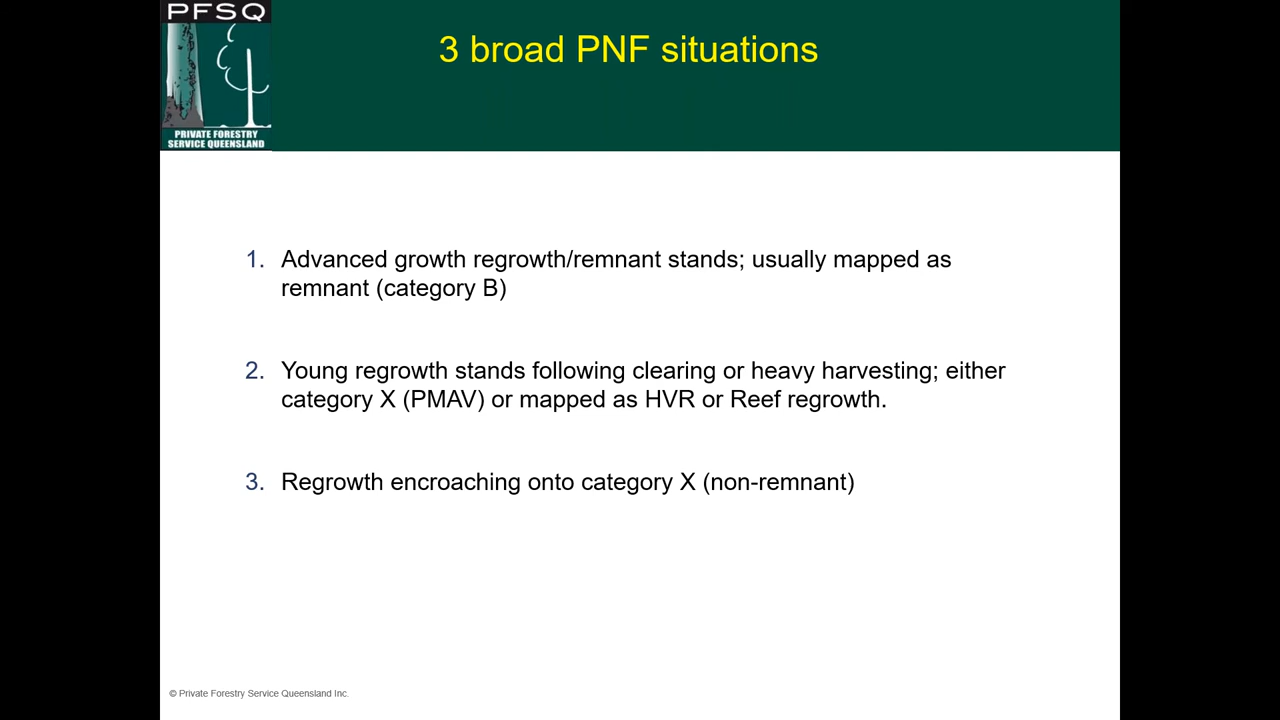 PFSQ
PRIVATE FORESTRY
SERVICE QUEENSLAND
3 broad PNF situations
1. Advanced growth regrowth/remnant stands; usually mapped as
remnant (category B)
2. Young regrowth stands following clearing or heavy harvesting; either
category X (PMAV) or mapped as HVR or Reef regrowth.
3. Regrowth encroaching onto category X (non-remnant)
© Private Forestry Service Queensland Inc.